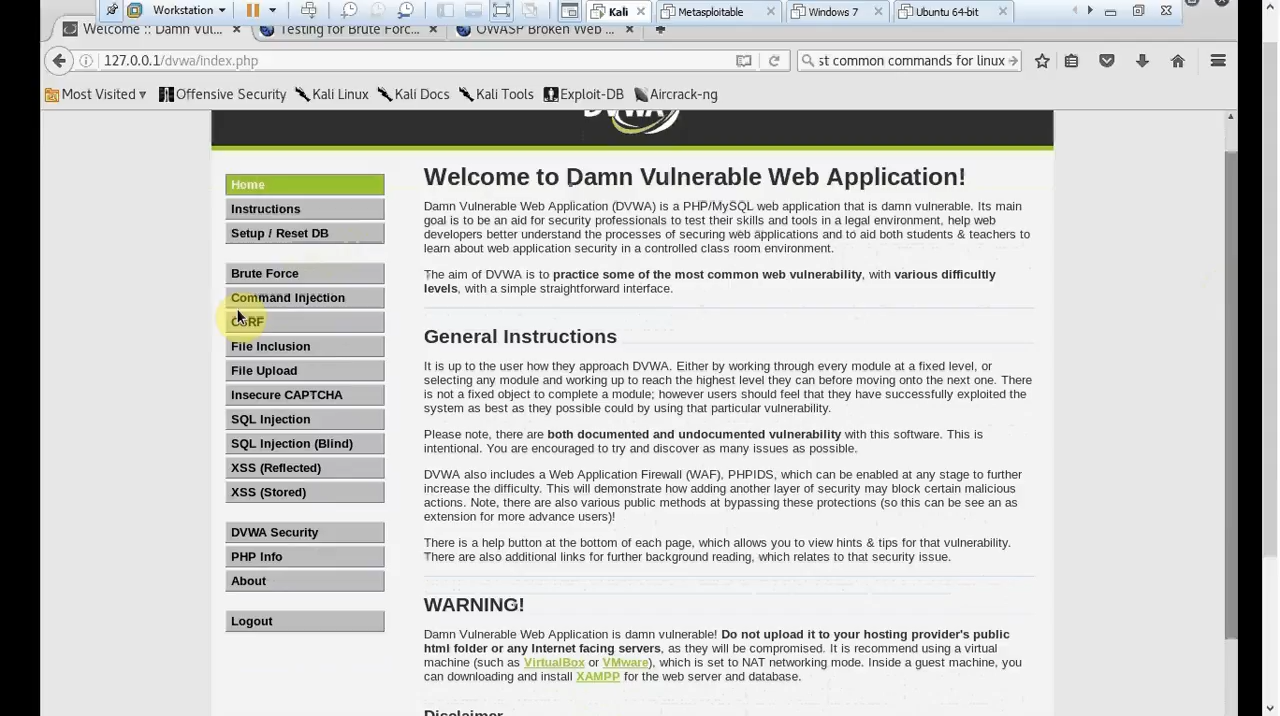 Workstation
Kali
Metasploitable
Windows 7
Ubuntu 64-bit
Welcome :: Damn Vul...
Testing for Brute Forc...
OWASP Broken Web ...
127.0.0.1/dvwa/index.php
st common commands for linux
Most Visited
Offensive Security
Kali Linux
Kali Docs
Kali Tools
Exploit-DB
Aircrack-ng
DVWA
Home
Instructions
Setup / Reset DB
Brute Force
Command Injection
CSRF
File Inclusion
File Upload
Insecure CAPTCHA
SQL Injection
SQL Injection (Blind)
XSS (Reflected)
XSS (Stored)
DVWA Security
PHP Info
About
Logout
Welcome to Damn Vulnerable Web Application!
Damn Vulnerable Web Application (DVWA) is a PHP/MySQL web application that is damn vulnerable. Its main
goal is to be an aid for security professionals to test their skills and tools in a legal environment, help web
developers better understand the processes of securing web applications and to aid both students & teachers to
learn about web application security in a controlled class room environment.
The aim of DVWA is to practice some of the most common web vulnerability, with various difficultly
levels, with a simple straightforward interface.
General Instructions
It is up to the user how they approach DVWA. Either by working through every module at a fixed level, or
selecting any module and working up to reach the highest level they can before moving onto the next one. There
is not a fixed object to complete a module; however users should feel that they have successfully exploited the
system as best as they possible could by using that particular vulnerability.
Please note, there are both documented and undocumented vulnerability with this software. This is
intentional. You are encouraged to try and discover as many issues as possible.
DVWA also includes a Web Application Firewall (WAF), PHPIDS, which can be enabled at any stage to further
increase the difficulty. This will demonstrate how adding another layer of security may block certain malicious
actions. Note, there are also various public methods at bypassing these protections (so this can be see an as
extension for more advance users)!
There is a help button at the bottom of each page, which allows you to view hints & tips for that vulnerability.
There are also additional links for further background reading, which relates to that security issue.
WARNING!
Damn Vulnerable Web Application is damn vulnerable! Do not upload it to your hosting provider's public
html folder or any Internet facing servers, as they will be compromised. It is recommend using a virtual
machine (such as VirtualBox or VMware), which is set to NAT networking mode. Inside a guest machine, you
can downloading and install XAMPP for the web server and database.
Disclaimer